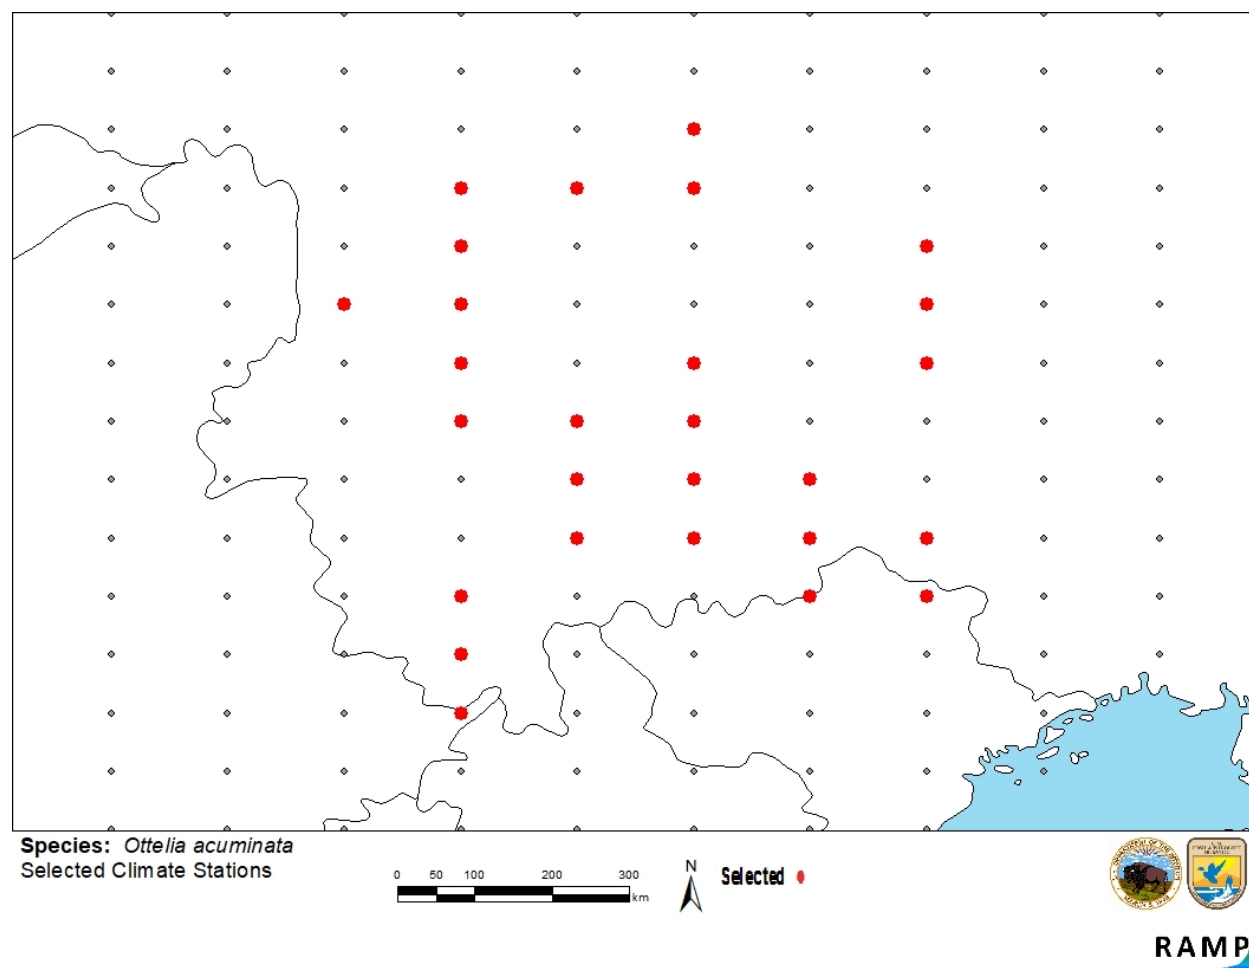 Species: Ottelia acuminata
Selected Climate Stations
0 50 100 200 300
km
N
Selected
RAMP